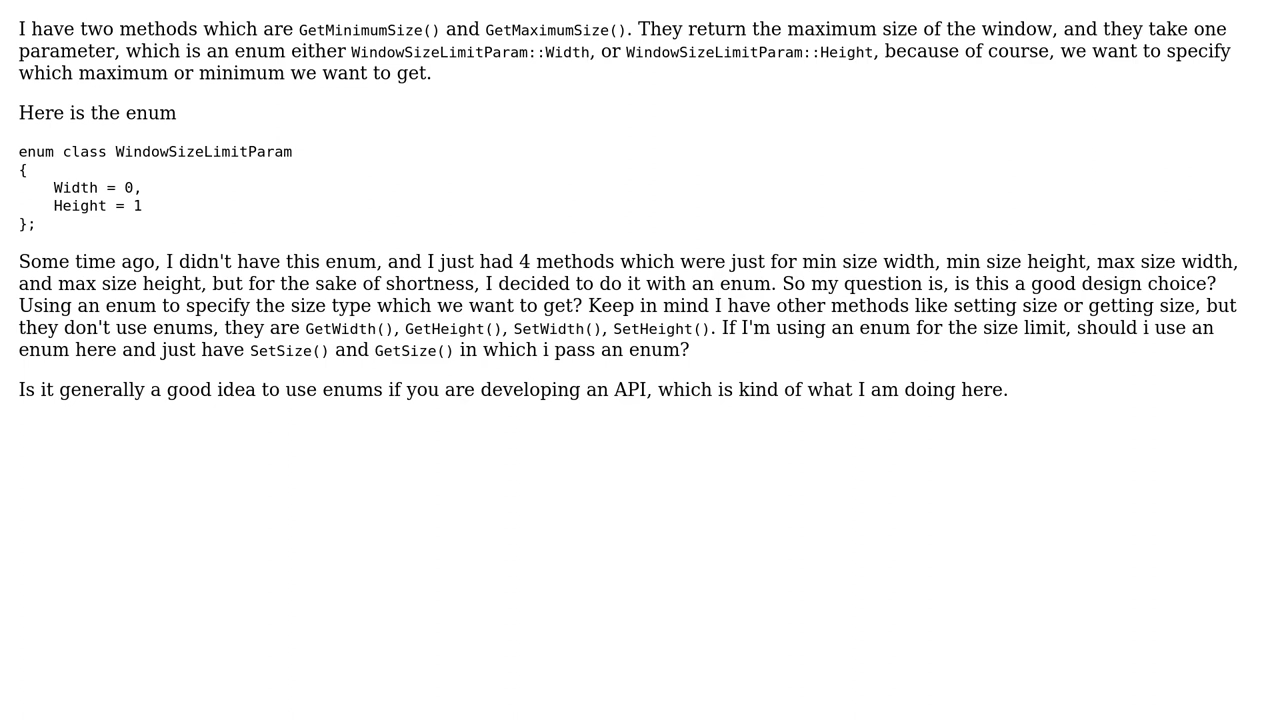 I have two methods which are GetMinimumSize() and GetMaximumSize(). They return the maximum size of the window, and they take one
parameter, which is an enum either WindowSizeLimitParam::Width, or WindowSizeLimitParam::Height, because of course, we want to specify
which maximum or minimum we want to get.
Here is the enum
enum class WindowSizeLimitParam
{
    Width = 0,
    Height = 1
};
Some time ago, I didn't have this enum, and I just had 4 methods which were just for min size width, min size height, max size width,
and max size height, but for the sake of shortness, I decided to do it with an enum. So my question is, is this a good design choice?
Using an enum to specify the size type which we want to get? Keep in mind I have other methods like setting size or getting size, but
they don't use enums, they are GetWidth(), GetHeight(), SetWidth(), SetHeight(). If I'm using an enum for the size limit, should i use an
enum here and just have SetSize() and GetSize() in which i pass an enum?
Is it generally a good idea to use enums if you are developing an API, which is kind of what I am doing here.